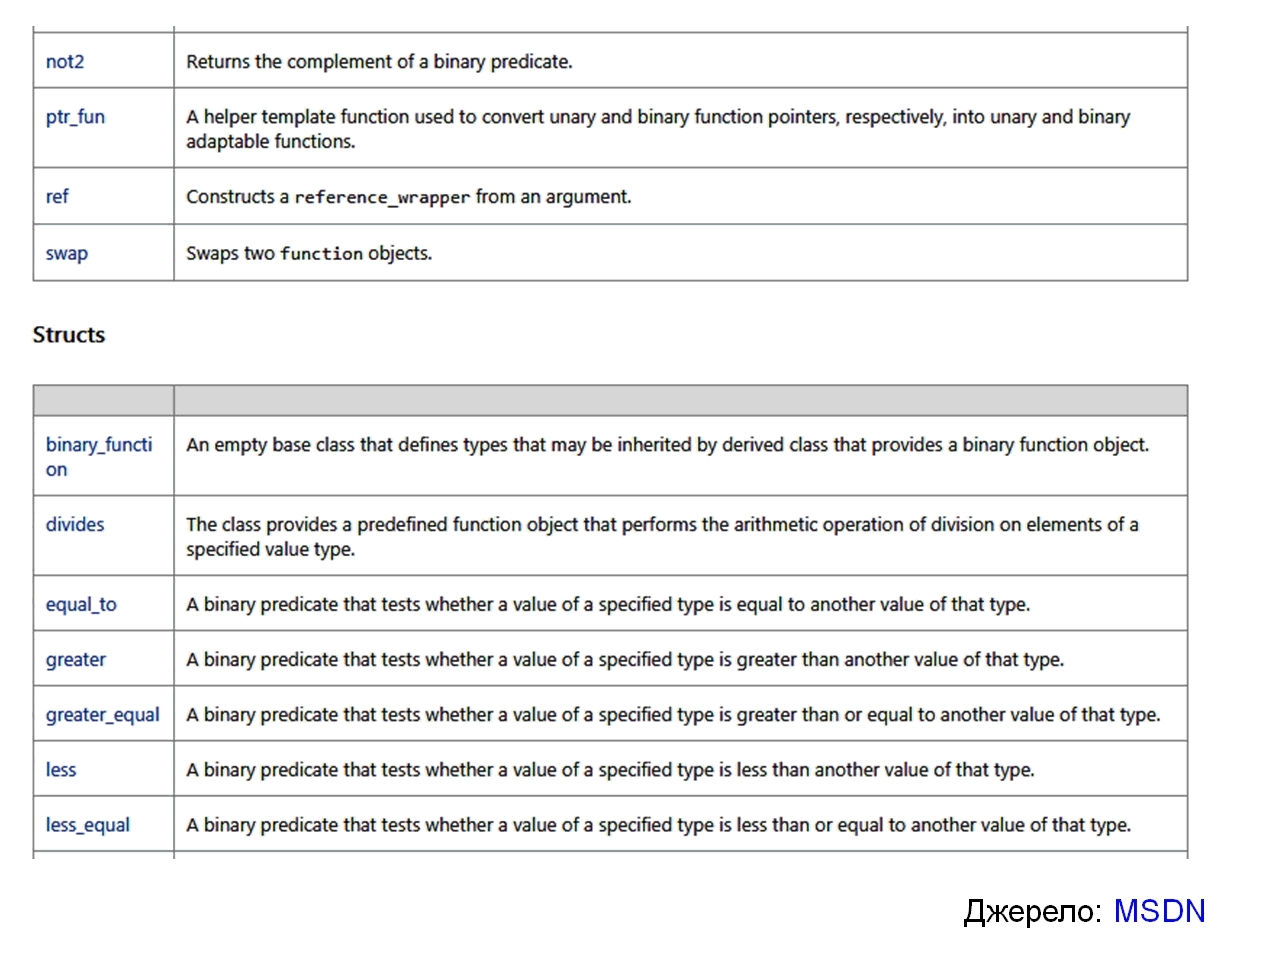 not2
Returns the complement of a binary predicate.
ptr_fun
A helper template function used to convert unary and binary function pointers, respectively, into unary and binary
adaptable functions.
ref
Constructs a reference_wrapper from an argument.
swap
Swaps two function objects.
Structs
binary_functi
on
An empty base class that defines types that may be inherited by derived class that provides a binary function object.
divides
The class provides a predefined function object that performs the arithmetic operation of division on elements of a
specified value type.
equal_to
A binary predicate that tests whether a value of a specified type is equal to another value of that type.
greater
A binary predicate that tests whether a value of a specified type is greater than another value of that type.
greater_equal
A binary predicate that tests whether a value of a specified type is greater than or equal to another value of that type.
less
A binary predicate that tests whether a value of a specified type is less than another value of that type.
less_equal
A binary predicate that tests whether a value of a specified type is less than or equal to another value of that type.
Джерело: MSDN